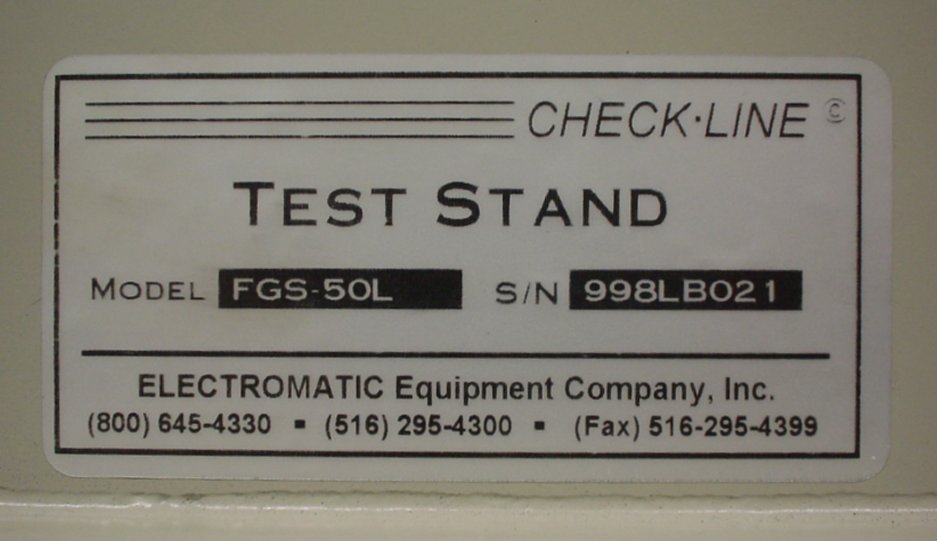 CHECK·LINE ©
TEST STAND
MODEL FGS-50L S/N 998LB021
ELECTROMATIC Equipment Company, Inc.
(800) 645-4330 ▪ (516) 295-4300 ▪ (Fax) 516-295-4399